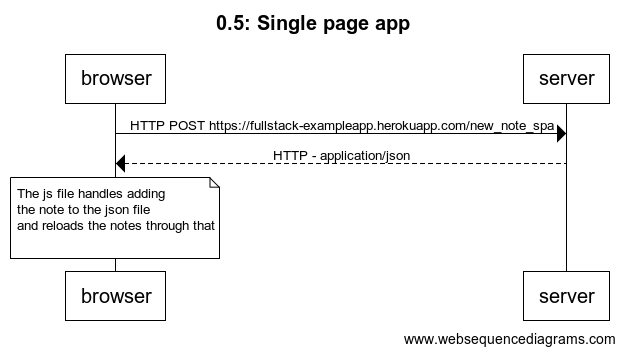 0.5: Single page app
browser
server
HTTP POST https://fullstack-exampleapp.herokuapp.com/new_note_spa
HTTP - application/json
The js file handles adding
the note to the json file
and reloads the notes through that
browser
server
www.websequencediagrams.com